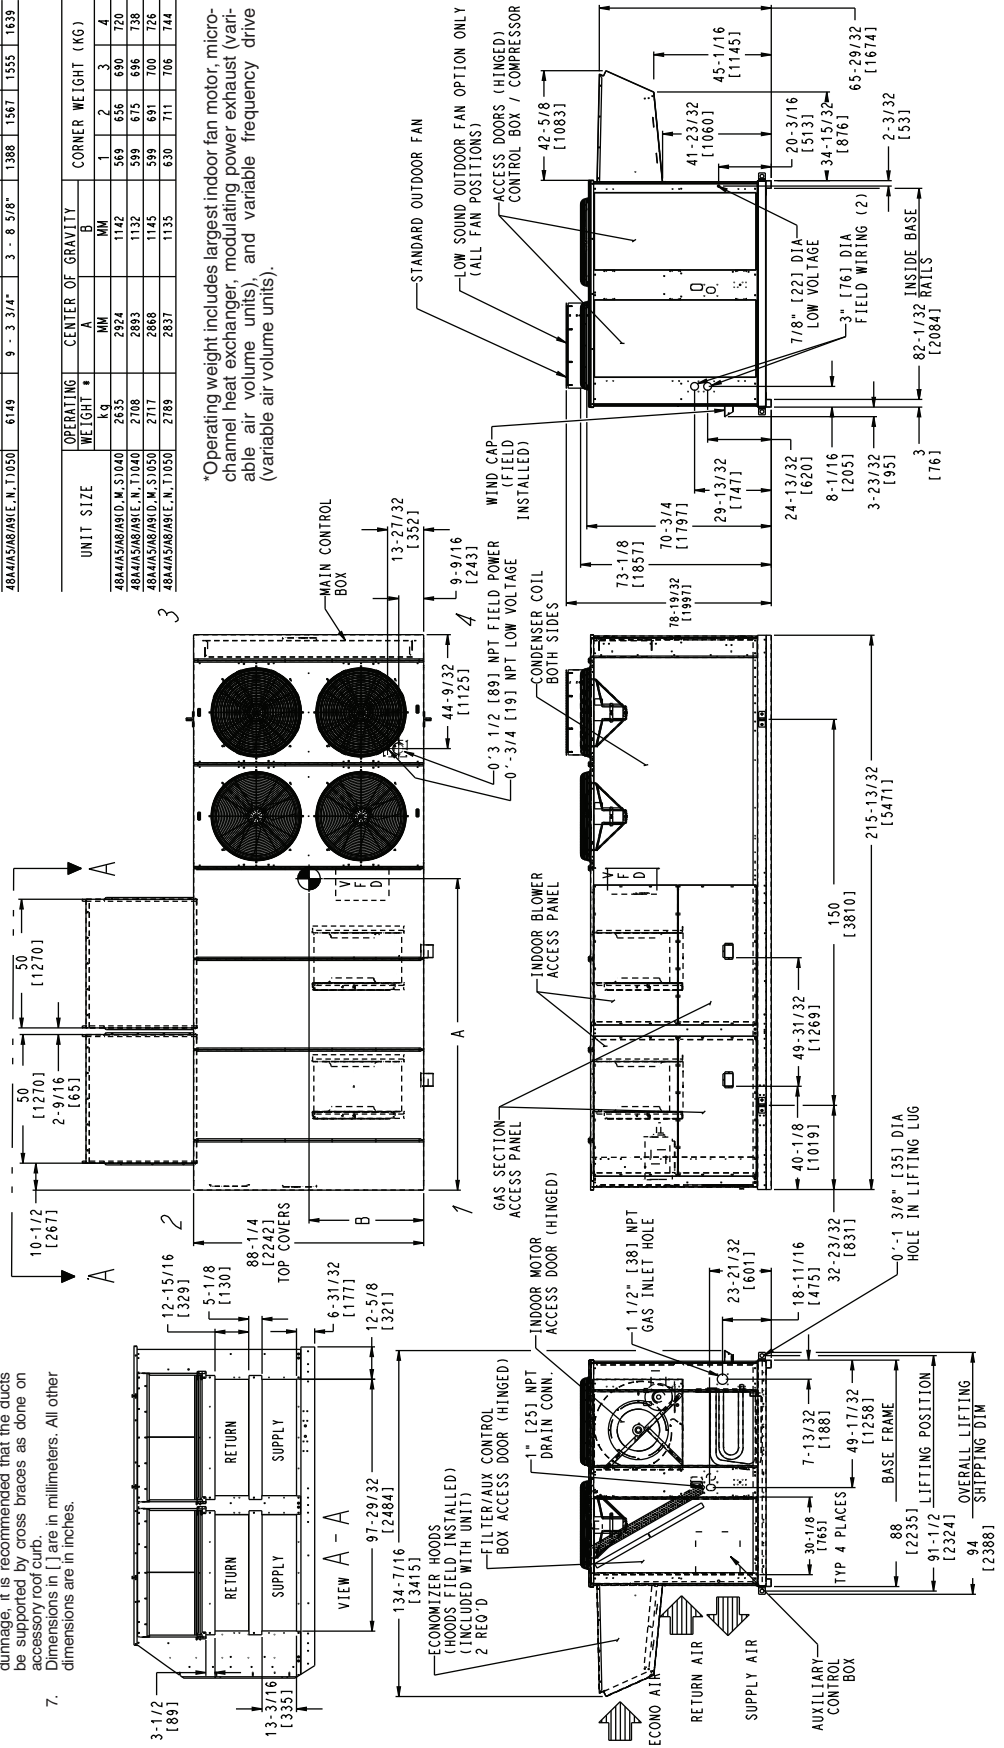 dunnage, it is recommended that the ducts
be supported by cross braces as done on
accessory roof curb.
7. Dimensions in [ ] are in millimeters. All other
dimensions are in inches.
48A4/A5/A8/A9(E,N,T)050 6149 9 - 3 3/4" 3 - 8 5/8" 1388 1567 1555 1639
UNIT SIZE OPERATING WEIGHT * CENTER OF GRAVITY CORNER WEIGHT (KG)
kg A MM B MM 1 2 3 4
48A4/A5/A8/A9(D,M,S)040 2635 2924 1142 569 656 690 720
48A4/A5/A8/A9(E,N,T)040 2708 2893 1132 599 675 696 738
48A4/A5/A8/A9(D,M,S)050 2717 2868 1145 599 691 700 726
48A4/A5/A8/A9(E,N,T)050 2789 2837 1135 630 711 706 744
*Operating weight includes largest indoor fan motor, micro-
channel heat exchanger, modulating power exhaust (vari-
able air volume units), and variable frequency drive
(variable air volume units).
3-1/2
[89]
13-3/16
[335]
RETURN
SUPPLY
RETURN
SUPPLY
VIEW A-A
97-29/32
[2484]
12-15/16
[329]
5-1/8
[130]
6-31/32
[177]
12-5/8
[321]
A
A
10-1/2
[267]
50
[1270]
2-9/16
[65]
50
[1270]
2
3
1
4
88-1/4
[2242]
TOP COVERS
B
A
V
F
D
MAIN CONTROL
BOX
13-27/32
[352]
9-9/16
[243]
44-9/32
[1125]
0'3 1/2 [89] NPT FIELD POWER
0'-3/4 [19] NPT LOW VOLTAGE
134-7/16
[3415]
ECONOMIZER HOODS
(HOODS FIELD INSTALLED)
(INCLUDED WITH UNIT)
2 REQ'D
FILTER/AUX CONTROL
BOX ACCESS DOOR (HINGED)
1" [25] NPT
DRAIN CONN.
INDOOR MOTOR
ACCESS DOOR (HINGED)
1 1/2" [38] NPT
GAS INLET HOLE
23-21/32
[601]
18-11/16
[475]
ECONO AIR
RETURN AIR
SUPPLY AIR
AUXILIARY
CONTROL
BOX
30-1/8
[765]
TYP 4 PLACES
7-13/32
[188]
49-17/32
[1258]
BASE FRAME
88
[2235]
91-1/2
[2324]
LIFTING POSITION
94
[2388]
OVERALL LIFTING
SHIPPING DIM
0'-1 3/8" [35] DIA
HOLE IN LIFTING LUG
GAS SECTION
ACCESS PANEL
INDOOR BLOWER
ACCESS PANEL
V
F
D
CONDENSER COIL
BOTH SIDES
40-1/8
[1019]
32-23/32
[831]
49-31/32
[1269]
150
[3810]
215-13/32
[5471]
STANDARD OUTDOOR FAN
LOW SOUND OUTDOOR FAN OPTION ONLY
(ALL FAN POSITIONS)
ACCESS DOORS (HINGED)
CONTROL BOX / COMPRESSOR
42-5/8
[1083]
WIND CAP
(FIELD
INSTALLED)
78-19/32
[1997]
73-1/8
[1857]
70-3/4
[1797]
29-13/32
[747]
24-13/32
[620]
8-1/16
[205]
3-23/32
[95]
3
[76]
7/8" [22] DIA
LOW VOLTAGE
3" [76] DIA
FIELD WIRING (2)
82-1/32
[2084]
INSIDE BASE
RAILS
2-3/32
[53]
34-15/32
[876]
20-3/16
[513]
41-23/32
[1060]
45-1/16
[1145]
65-29/32
[1674]